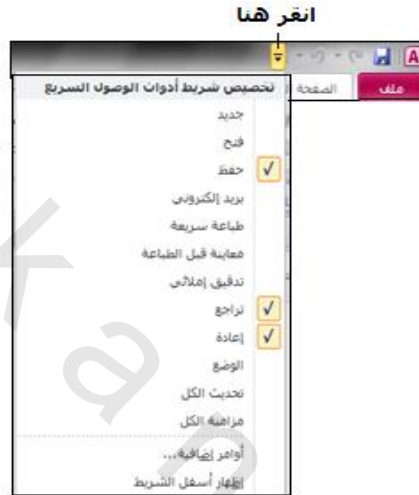 انقر هنا
A
ملف
الصفحة
تخصيص شريط أدوات الوصول السريع
جديد
فتح
حفظ
بريد إلكتروني
طباعة سريعة
معاينة قبل الطباعة
تدقيق إملائي
تراجع
إعادة
الوضع
تحديث الكل
مزامنة الكل
أوامر إضافية...
إظهار أسفل الشريط